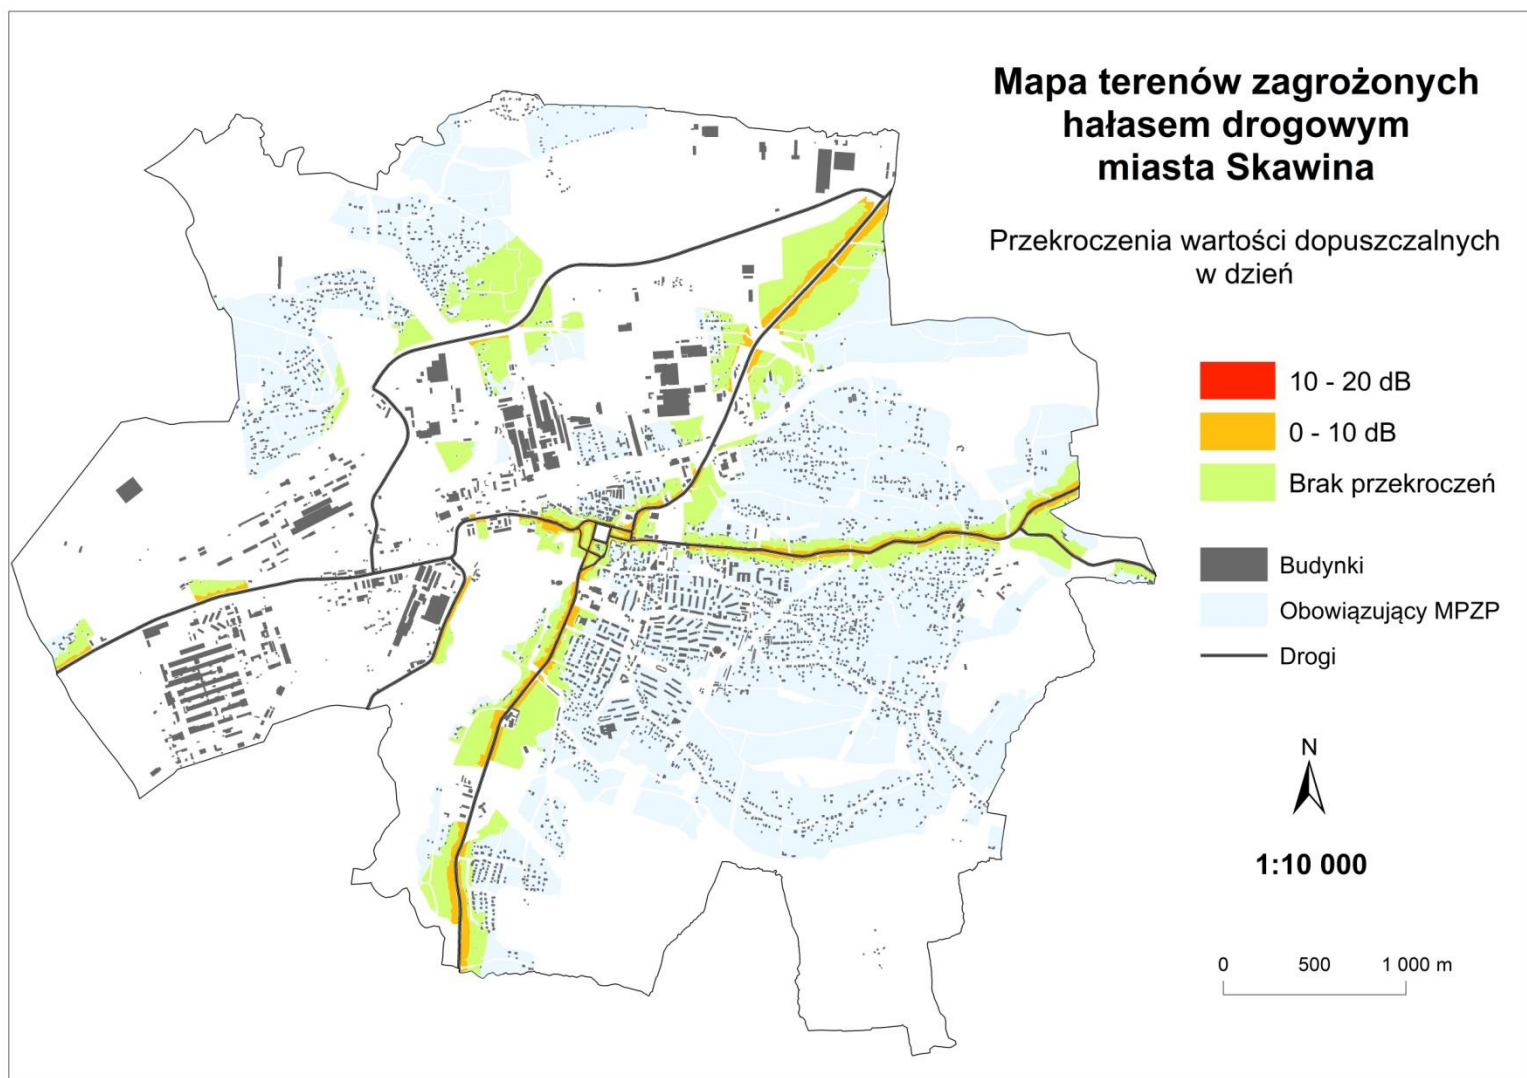 Mapa terenów zagrożonych
hałasem drogowym
miasta Skawina
Przekroczenia wartości dopuszczalnych
w dzień
10 - 20 dB
0 - 10 dB
Brak przekroczeń
Budynki
Obowiązujący MPZP
Drogi
N
1:10 000
0 500 1 000 m